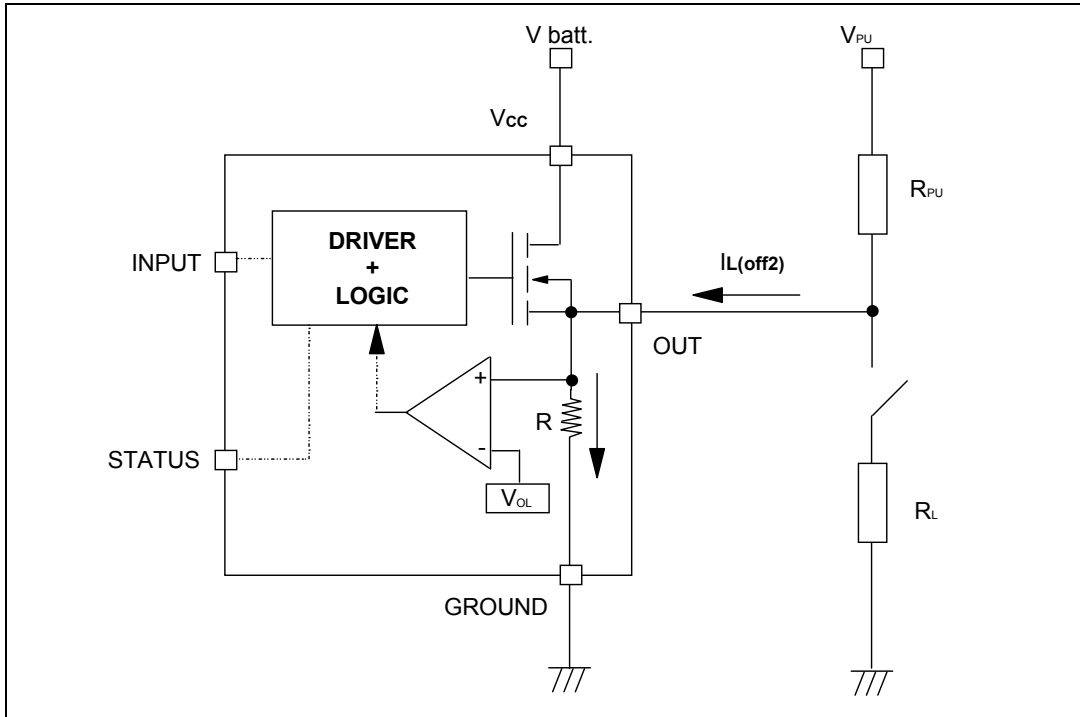 V batt.
VPU
VCC
RPU
DRIVER
+
LOGIC
INPUT
IL(off2)
OUT
+
R
-
STATUS
VOL
RL
GROUND